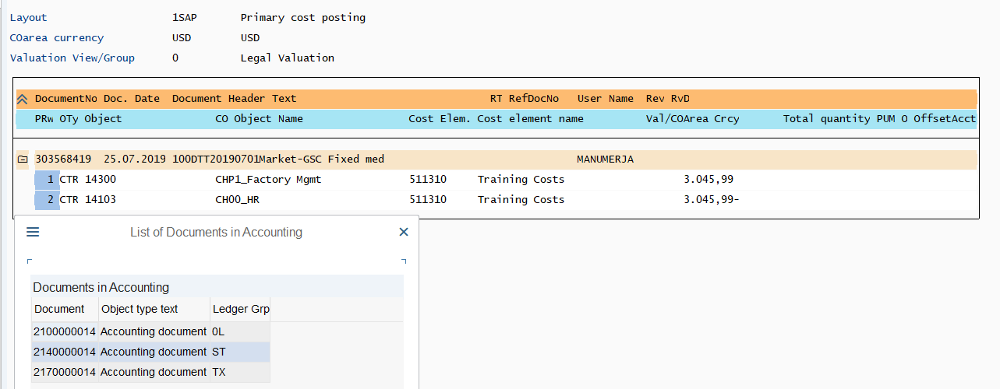 Layout 1SAP Primary cost posting
COarea currency USD USD
Valuation View/Group 0 Legal Valuation
DocumentNo Doc. Date Document Header Text RT RefDocNo User Name Rev RvD
PRw OTy Object CO Object Name Cost Elem. Cost element name Val/COArea Crcy Total quantity PUM O OffsetAcct
303568419 25.07.2019 100DTT20190701Market-GSC Fixed med MANUMERJA
1 CTR 14300 CHP1_Factory Mgmt 511310 Training Costs 3.045,99
2 CTR 14103 CH00_HR 511310 Training Costs 3.045,99-
List of Documents in Accounting
Documents in Accounting
Document Object type text Ledger Grp
2100000014 Accounting document 0L
2140000014 Accounting document ST
2170000014 Accounting document TX